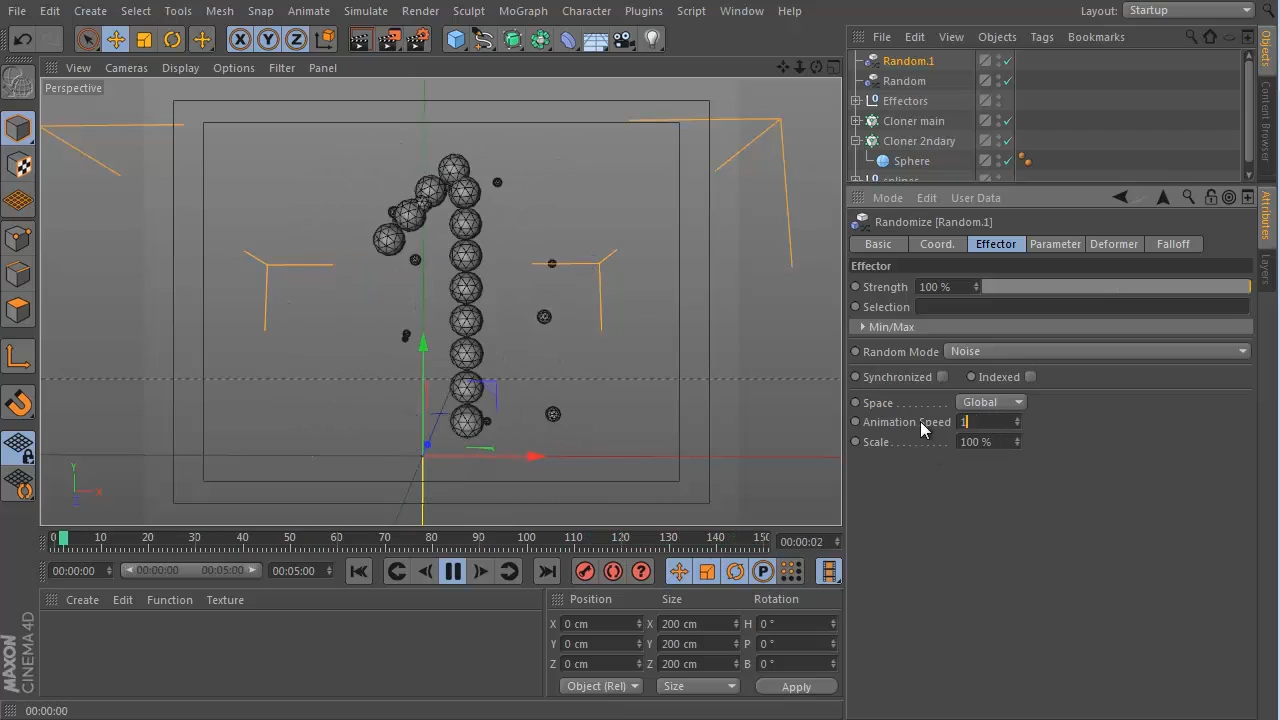 File Edit Create Select Tools Mesh Snap Animate Simulate Render Sculpt MoGraph Character Plugins Script Window Help Layout: Startup
X Y Z
File Edit View Objects Tags Bookmarks
View Cameras Display Options Filter Panel
Perspective
Random.1
Random
Effectors
Cloner main
Cloner 2ndary
Sphere
splines
Objects
Content Browser
Attributes
Layers
Mode Edit User Data
Randomize [Random.1]
Basic Coord. Effector Parameter Deformer Falloff
Effector
Strength 100 %
Selection
Min/Max
Random Mode Noise
Synchronized Indexed
Space Global
Animation Speed 1
Scale 100 %
Y
X
Z
0 10 20 30 40 50 60 70 80 90 100 110 120 130 140 150 00:00:02
00:00:00 00:00:00 00:05:00 00:05:00
P
Create Edit Function Texture
Position Size Rotation
X 0 cm X 200 cm H 0 °
Y 0 cm Y 200 cm P 0 °
Z 0 cm Z 200 cm B 0 °
Object (Rel) Size Apply
MAXON
CINEMA 4D
00:00:00